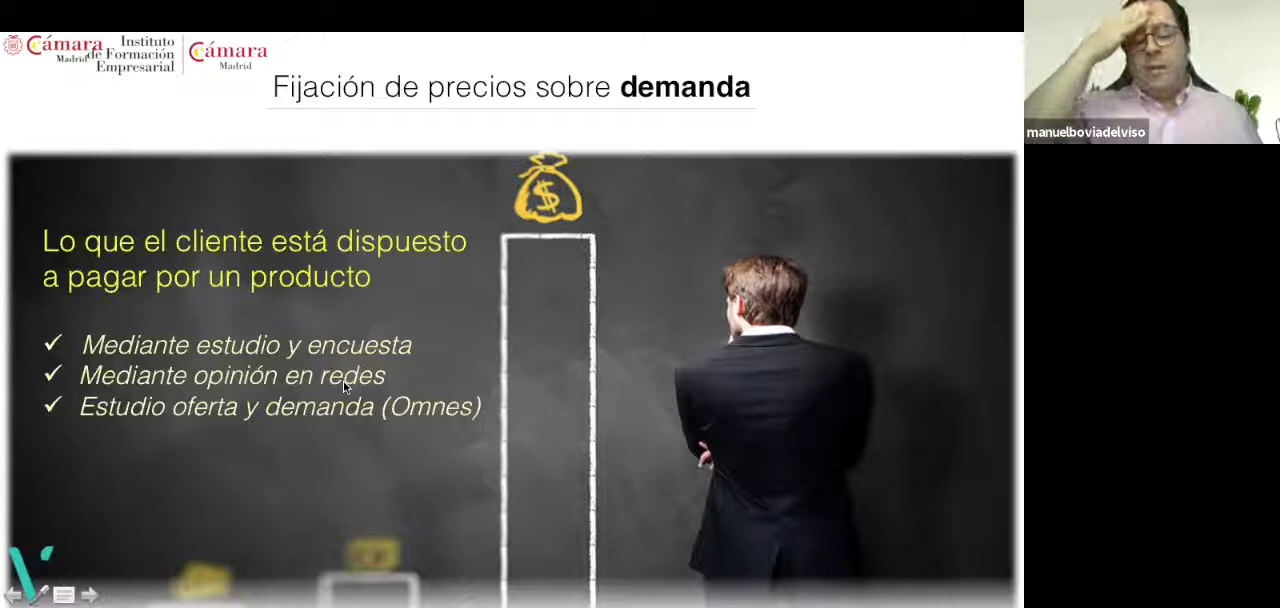 Cámara
Madrid
Instituto
de Formación
Empresarial
Cámara
Madrid
Fijación de precios sobre demanda
manuelboviadelviso
$
Lo que el cliente está dispuesto
a pagar por un producto
✓ Mediante estudio y encuesta
✓ Mediante opinión en redes
✓ Estudio oferta y demanda (Omnes)